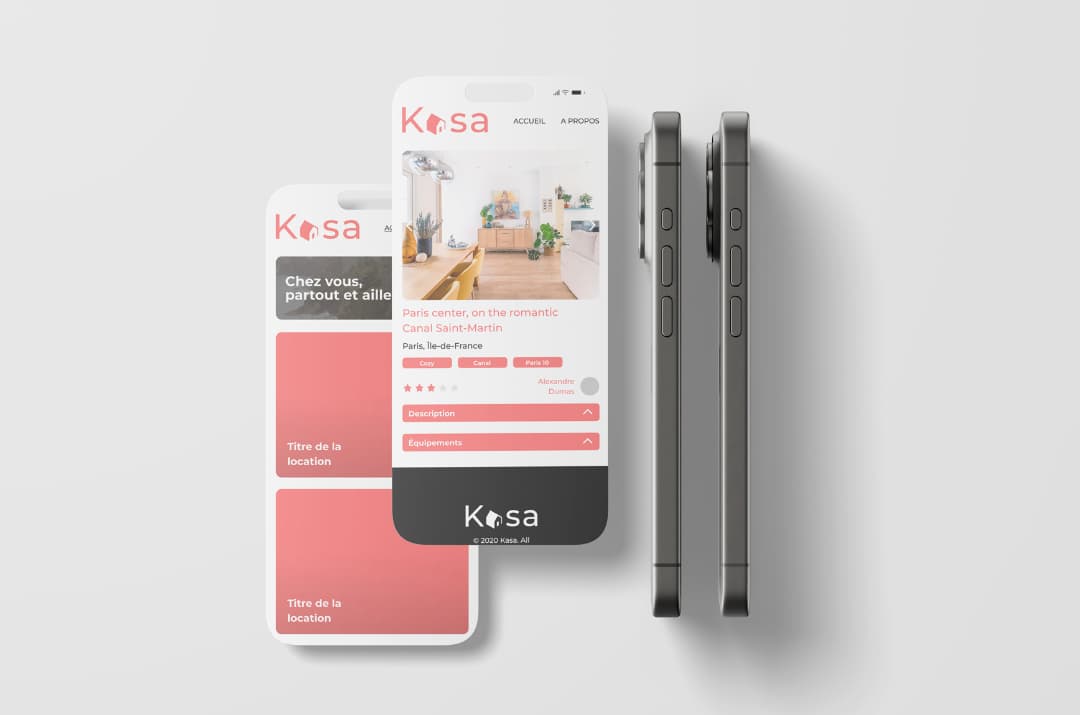 Kasa
ACCUEIL
A PROPOS
Paris center, on the romantic
Canal Saint-Martin
Paris, Île-de-France
Cozy
Canal
Paris 10
Alexandre
Dumas
Description
Équipements
Kasa
© 2020 Kasa. All
Kasa
Chez vous,
partout et aille
Titre de la
location
Titre de la
location